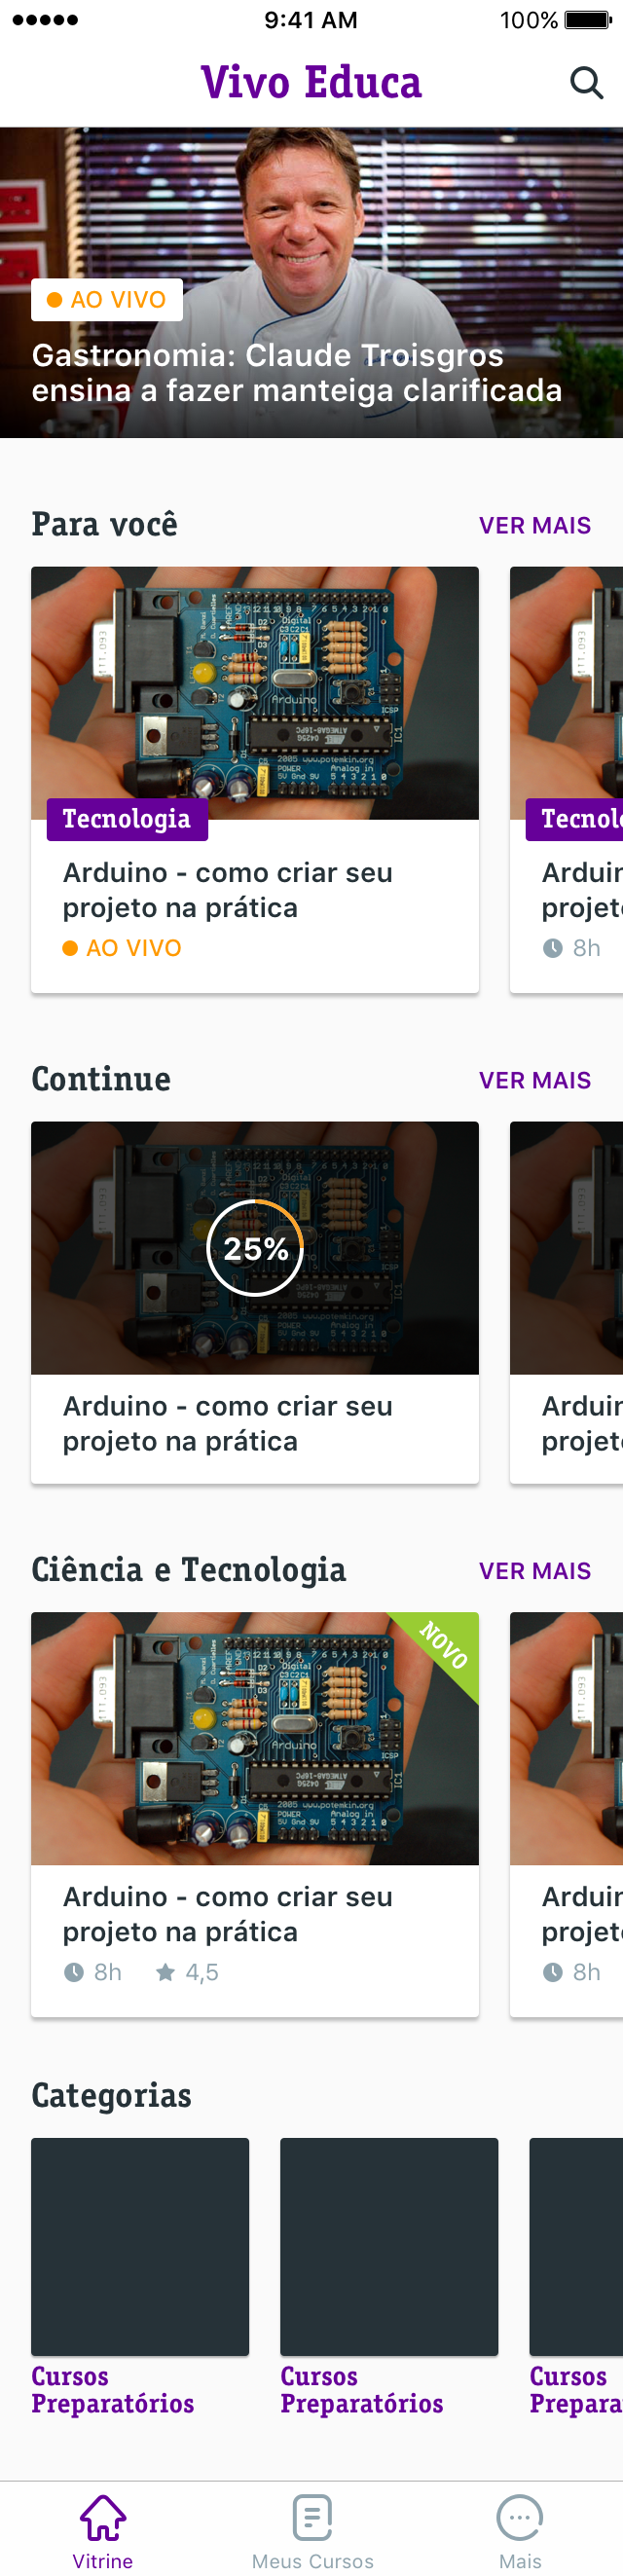 9:41 AM
100%
Vivo Educa
AO VIVO
Gastronomia: Claude Troisgros
ensina a fazer manteiga clarificada
Para você
VER MAIS
Tecnologia
Arduino - como criar seu
projeto na prática
AO VIVO
8h
Continue
VER MAIS
25%
Arduino - como criar seu
projeto na prática
Ciência e Tecnologia
VER MAIS
NOVO
Arduino - como criar seu
projeto na prática
8h
4,5
8h
Categorias
Cursos
Preparatórios
Cursos
Preparatórios
Cursos
Vitrine
Meus Cursos
Mais